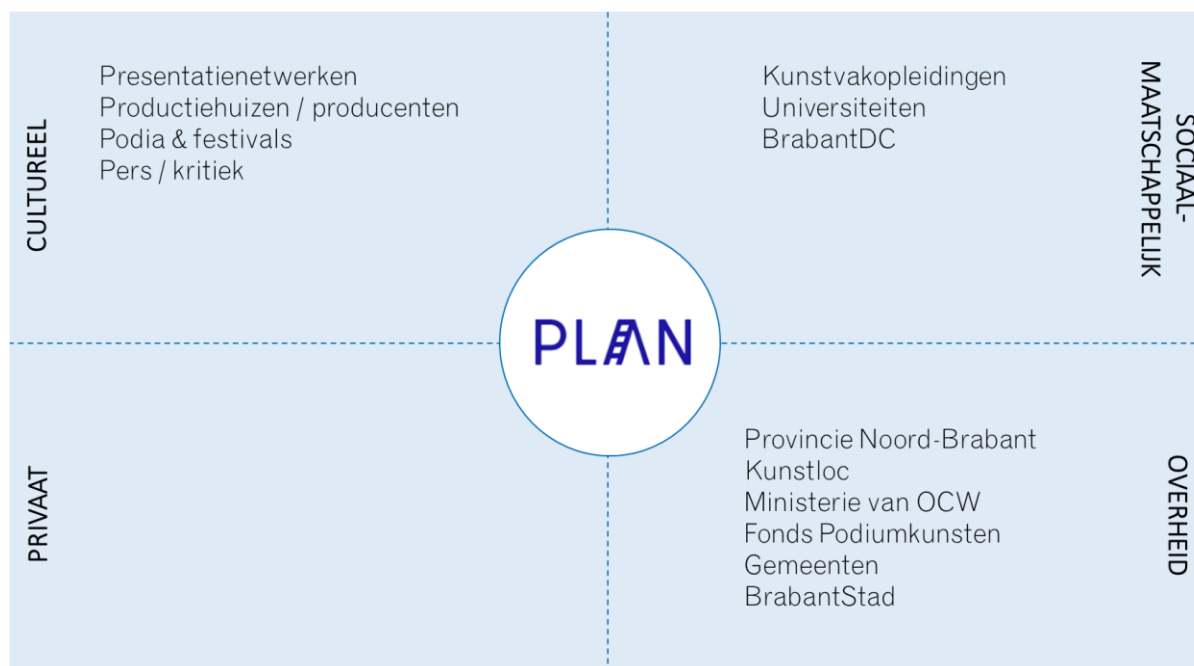 CULTUREEL
Presentatienetwerken
Productiehuizen / producenten
Podia & festivals
Pers / kritiek
Kunstvakopleidingen
Universiteiten
BrabantDC
SOCIAAL-
MAATSCHAPPELIJK
PLAN
PRIVAAT
Provincie Noord-Brabant
Kunstloc
Ministerie van OCW
Fonds Podiumkunsten
Gemeenten
BrabantStad
OVERHEID